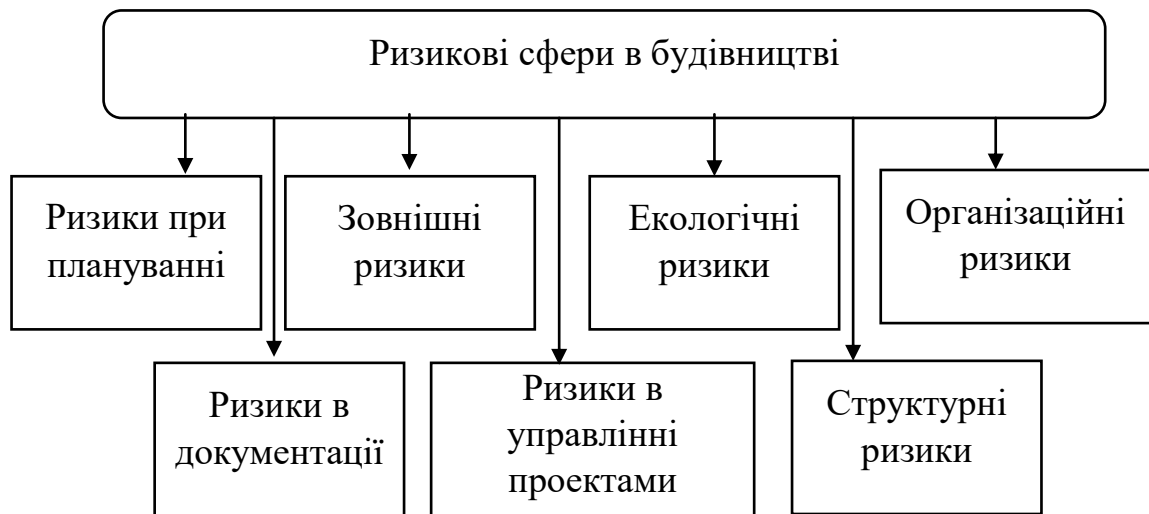 Ризикові сфери в будівництві
Ризики при
плануванні
Зовнішні
ризики
Екологічні
ризики
Організаційні
ризики
Ризики в
документації
Ризики в
управлінні
проектами
Структурні
ризики